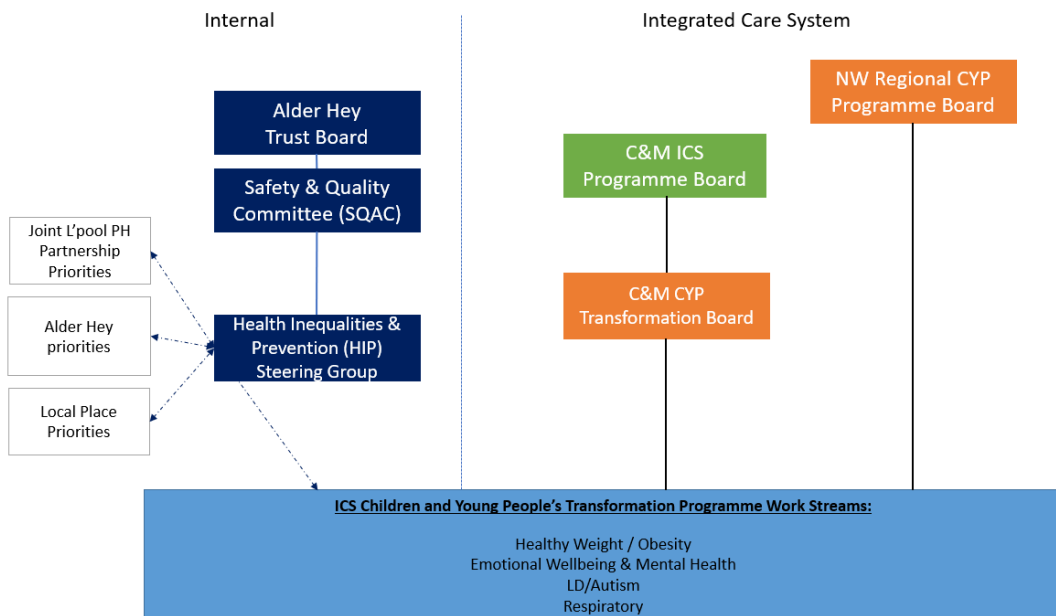 Internal
Integrated Care System
Alder Hey
Trust Board
Safety & Quality
Committee (SQAC)
Health Inequalities &
Prevention (HIP)
Steering Group
Joint L'pool PH
Partnership
Priorities
Alder Hey
priorities
Local Place
Priorities
C&M ICS
Programme Board
C&M CYP
Transformation Board
NW Regional CYP
Programme Board
ICS Children and Young People's Transformation Programme Work Streams:
Healthy Weight / Obesity
Emotional Wellbeing & Mental Health
LD/Autism
Respiratory